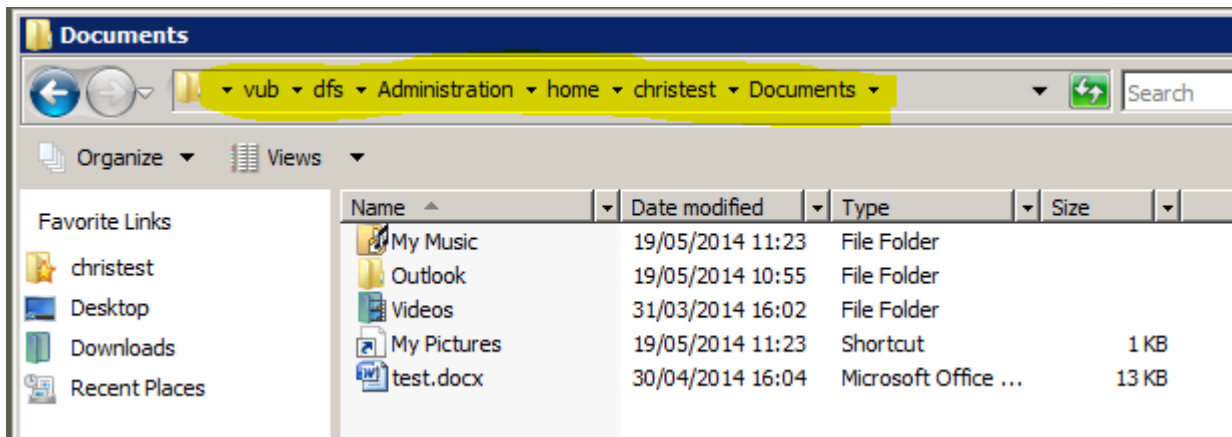 Documents
vub dfs Administration home christest Documents Search
Organize Views
Favorite Links
christest
Desktop
Downloads
Recent Places
Name Date modified Type Size
My Music 19/05/2014 11:23 File Folder
Outlook 19/05/2014 10:55 File Folder
Videos 31/03/2014 16:02 File Folder
My Pictures 19/05/2014 11:23 Shortcut 1 KB
test.docx 30/04/2014 16:04 Microsoft Office ... 13 KB